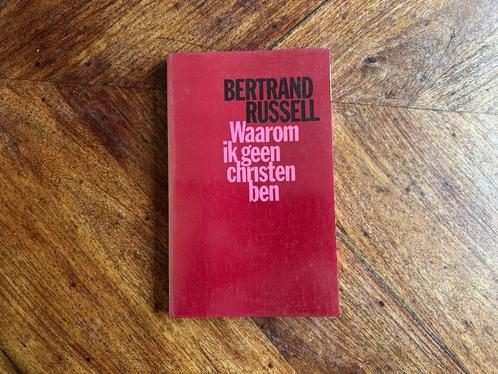 BERTRAND
RUSSELL
Waarom
ik geen
christen
ben